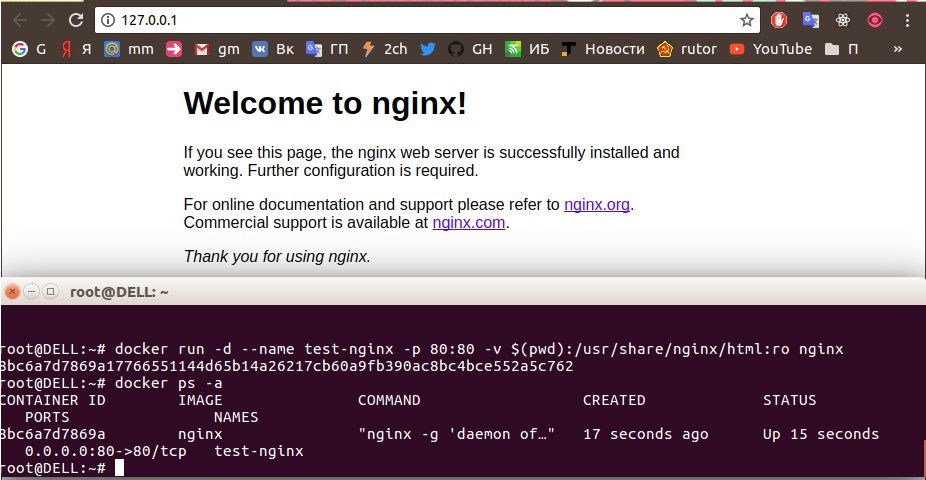 127.0.0.1
G Я mm gm Вк ГП 2ch GH ИБ Новости rutor YouTube П »
Welcome to nginx!
If you see this page, the nginx web server is successfully installed and
working. Further configuration is required.
For online documentation and support please refer to nginx.org.
Commercial support is available at nginx.com.
Thank you for using nginx.
root@DELL: ~
root@DELL:~# docker run -d --name test-nginx -p 80:80 -v $(pwd):/usr/share/nginx/html:ro nginx
8bc6a7d7869a17766551144d65b14a26217cb60a9fb390ac8bc4bce552a5c762
root@DELL:~# docker ps -a
CONTAINER ID IMAGE COMMAND CREATED STATUS
PORTS NAMES
8bc6a7d7869a nginx "nginx -g 'daemon of…" 17 seconds ago Up 15 seconds
0.0.0.0:80->80/tcp test-nginx
root@DELL:~#